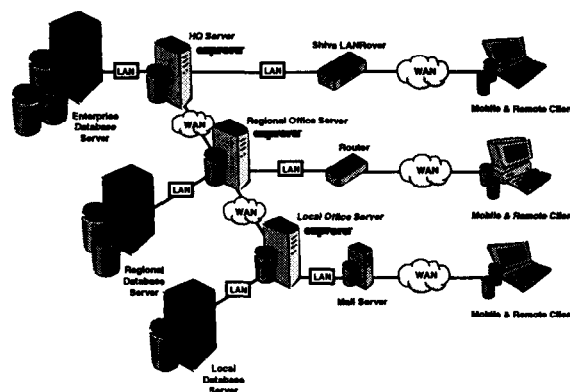 HQ Server
Shiva LANRover
LAN
LAN
WAN
Mobile & Remote Client
Enterprise
Database
Server
WAN
Regional Office Server
Router
LAN
LAN
WAN
Mobile & Remote Client
WAN
Local Office Server
Regional
Database
Server
LAN
LAN
Mail Server
WAN
Mobile & Remote Client
Local
Database
Server